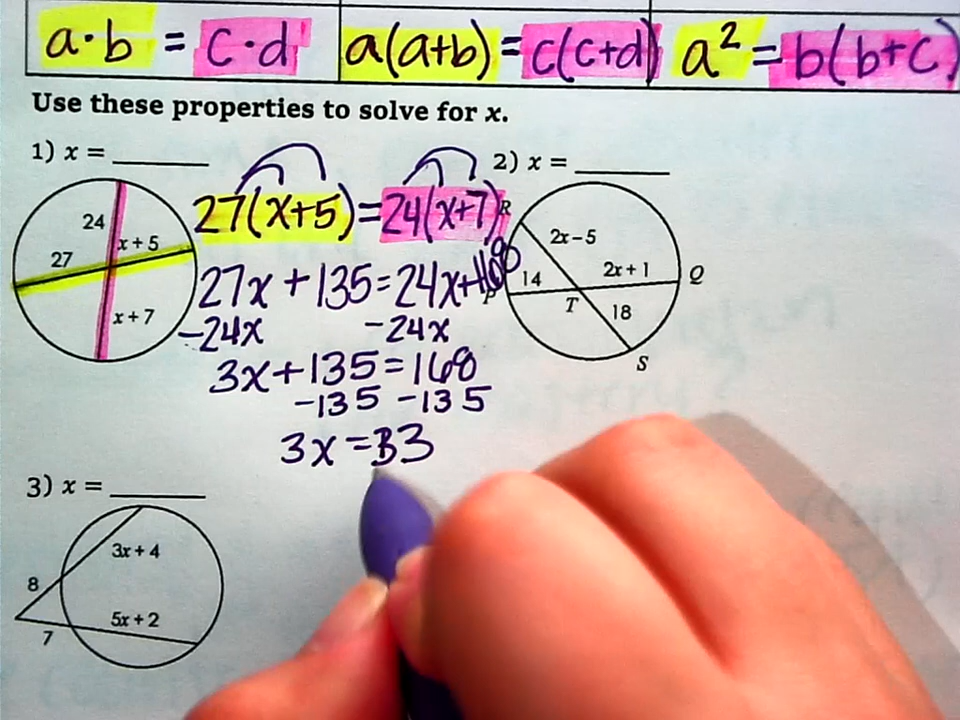 a·b = c·d a(a+b) = c(c+d) a² = b(b+c)
Use these properties to solve for x.
1) x = ________
24
x + 5
27
x + 7
27(x+5)=24(x+7)
27x + 135 = 24x + 168
-24x -24x
3x + 135 = 168
-135 -135
3x = 33
2) x = ________
R
2x - 5
2x + 1
Q
14
P
T
18
S
3) x = ________
3x + 4
8
5x + 2
7